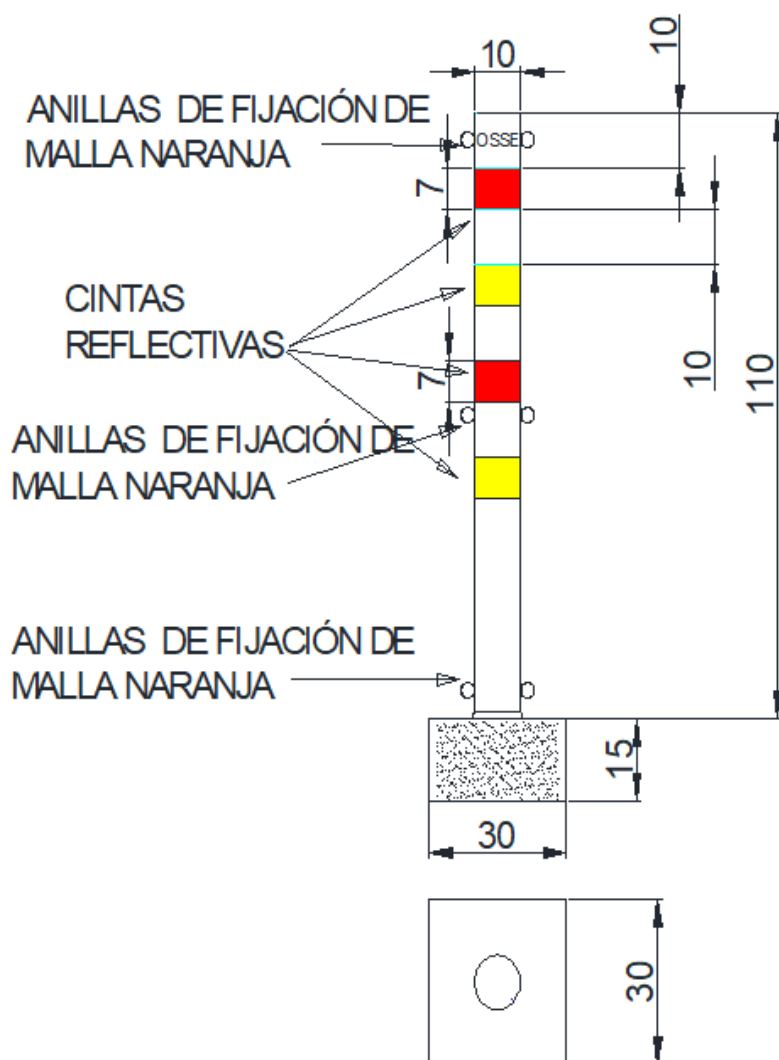 10
10
ANILLAS DE FIJACIÓN DE
MALLA NARANJA
OSSE
7
CINTAS
REFLECTIVAS
7
10
110
ANILLAS DE FIJACIÓN DE
MALLA NARANJA
ANILLAS DE FIJACIÓN DE
MALLA NARANJA
15
30
30